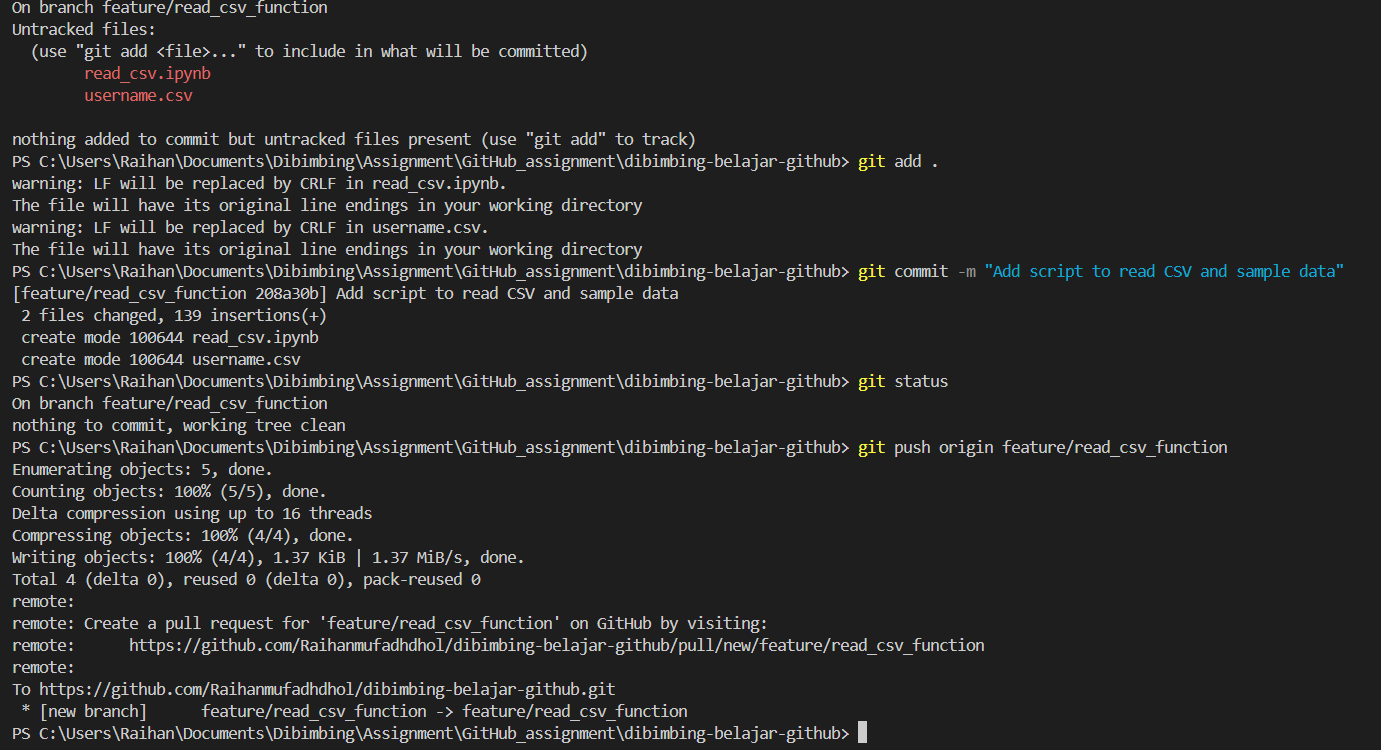 On branch feature/read_csv_function
Untracked files:
  (use "git add <file>..." to include in what will be committed)
        read_csv.ipynb
        username.csv

nothing added to commit but untracked files present (use "git add" to track)
PS C:\Users\Raihan\Documents\Dibimbing\Assignment\GitHub_assignment\dibimbing-belajar-github> git add .
warning: LF will be replaced by CRLF in read_csv.ipynb.
The file will have its original line endings in your working directory
warning: LF will be replaced by CRLF in username.csv.
The file will have its original line endings in your working directory
PS C:\Users\Raihan\Documents\Dibimbing\Assignment\GitHub_assignment\dibimbing-belajar-github> git commit -m "Add script to read CSV and sample data"
[feature/read_csv_function 208a30b] Add script to read CSV and sample data
 2 files changed, 139 insertions(+)
 create mode 100644 read_csv.ipynb
 create mode 100644 username.csv
PS C:\Users\Raihan\Documents\Dibimbing\Assignment\GitHub_assignment\dibimbing-belajar-github> git status
On branch feature/read_csv_function
nothing to commit, working tree clean
PS C:\Users\Raihan\Documents\Dibimbing\Assignment\GitHub_assignment\dibimbing-belajar-github> git push origin feature/read_csv_function
Enumerating objects: 5, done.
Counting objects: 100% (5/5), done.
Delta compression using up to 16 threads
Compressing objects: 100% (4/4), done.
Writing objects: 100% (4/4), 1.37 KiB | 1.37 MiB/s, done.
Total 4 (delta 0), reused 0 (delta 0), pack-reused 0
remote:
remote: Create a pull request for 'feature/read_csv_function' on GitHub by visiting:
remote:      https://github.com/Raihanmufadhdhol/dibimbing-belajar-github/pull/new/feature/read_csv_function
remote:
To https://github.com/Raihanmufadhdhol/dibimbing-belajar-github.git
 * [new branch]      feature/read_csv_function -> feature/read_csv_function
PS C:\Users\Raihan\Documents\Dibimbing\Assignment\GitHub_assignment\dibimbing-belajar-github>